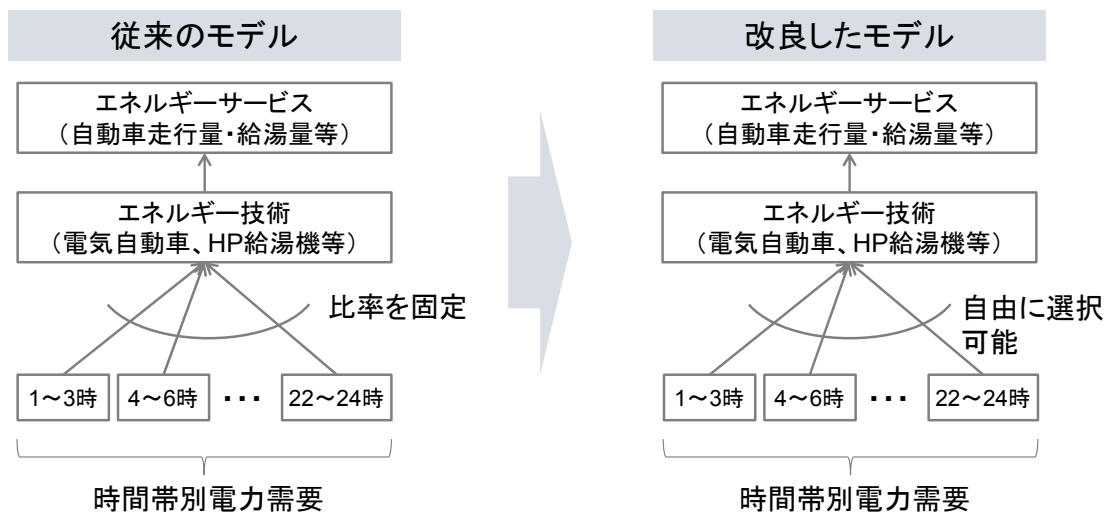 従来のモデル
エネルギーサービス
（自動車走行量・給湯量等）
エネルギー技術
（電気自動車、HP給湯機等）
比率を固定
1～3時
4～6時
・・・
22～24時
時間帯別電力需要
改良したモデル
エネルギーサービス
（自動車走行量・給湯量等）
エネルギー技術
（電気自動車、HP給湯機等）
自由に選択
可能
1～3時
4～6時
・・・
22～24時
時間帯別電力需要